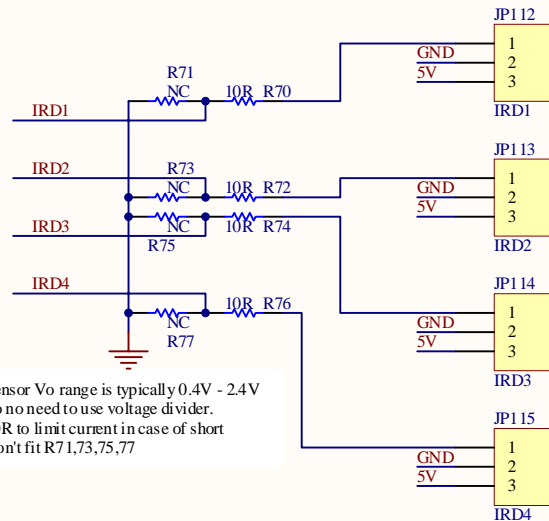 JP112
GND 1
5V 2
3
IRD1
R71
NC 10R R70
IRD1
JP113
IRD2 R73
NC 10R R72
GND 1
5V 2
3
IRD2
IRD3 NC 10R R74
R75
JP114
IRD4 10R R76
NC
R77
1
GND 2
5V 3
IRD3
Vo range is typically 0.4V - 2.4V
no need to use voltage divider.
to limit current in case of short
fit R71,73,75,77
JP115
1
GND 2
5V 3
IRD4